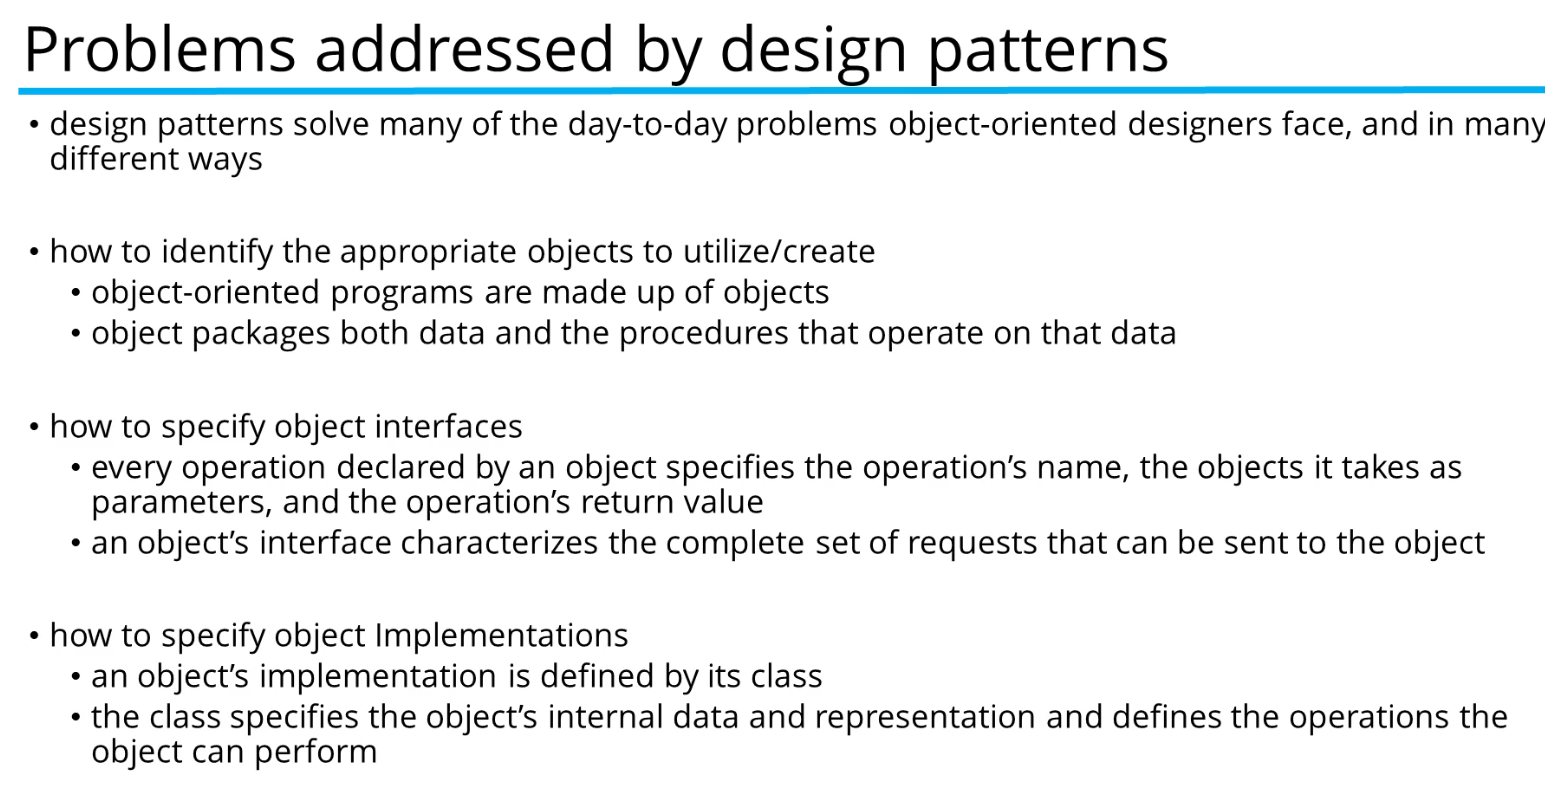 Problems addressed by design patterns
• design patterns solve many of the day-to-day problems object-oriented designers face, and in many
different ways
• how to identify the appropriate objects to utilize/create
• object-oriented programs are made up of objects
• object packages both data and the procedures that operate on that data
• how to specify object interfaces
• every operation declared by an object specifies the operation’s name, the objects it takes as
parameters, and the operation’s return value
• an object’s interface characterizes the complete set of requests that can be sent to the object
• how to specify object Implementations
• an object’s implementation is defined by its class
• the class specifies the object’s internal data and representation and defines the operations the
object can perform